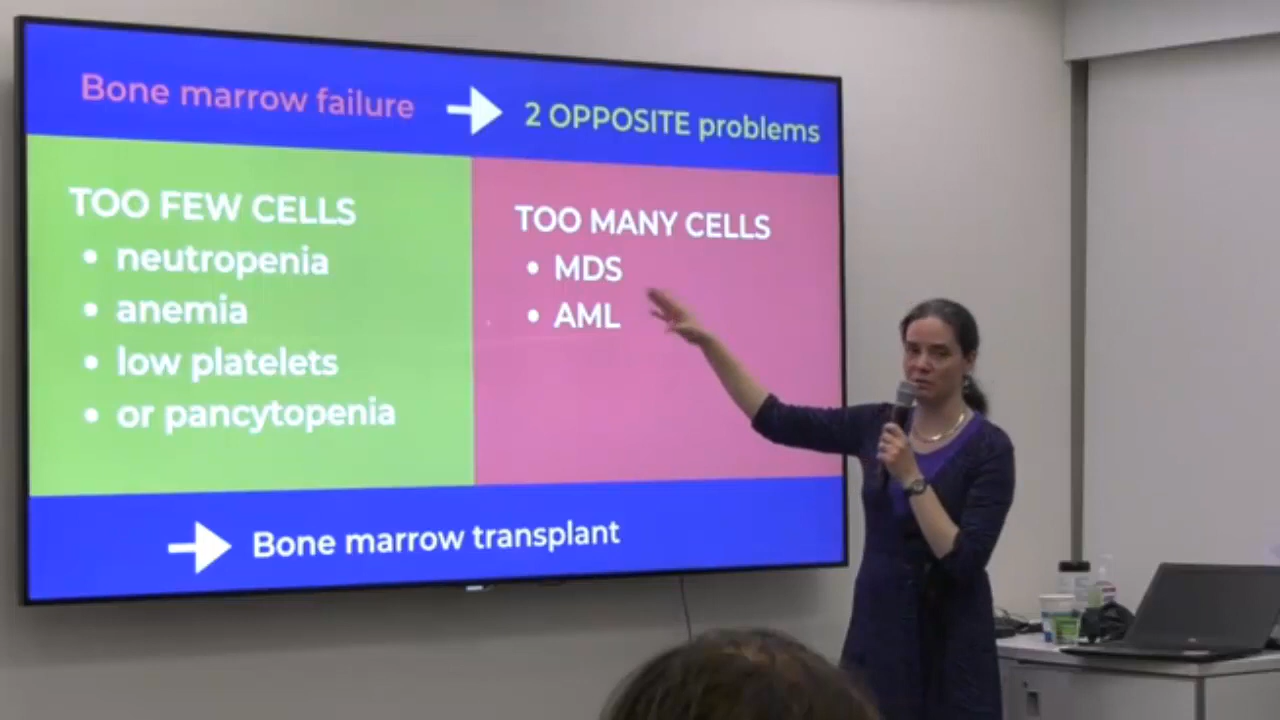 Bone marrow failure → 2 OPPOSITE problems
TOO FEW CELLS
• neutropenia
• anemia
• low platelets
• or pancytopenia
TOO MANY CELLS
• MDS
• AML
→ Bone marrow transplant